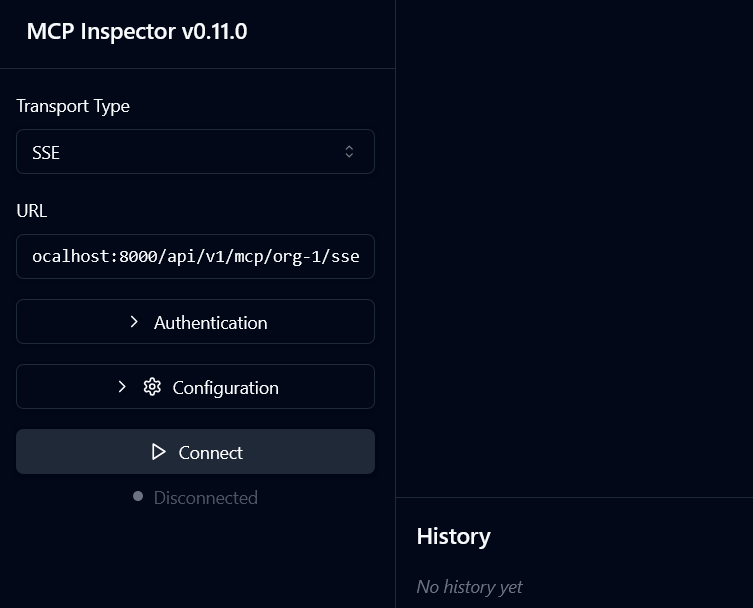 MCP Inspector v0.11.0
Transport Type
SSE
URL
ocalhost:8000/api/v1/mcp/org-1/sse
Authentication
Configuration
Connect
Disconnected
History
No history yet